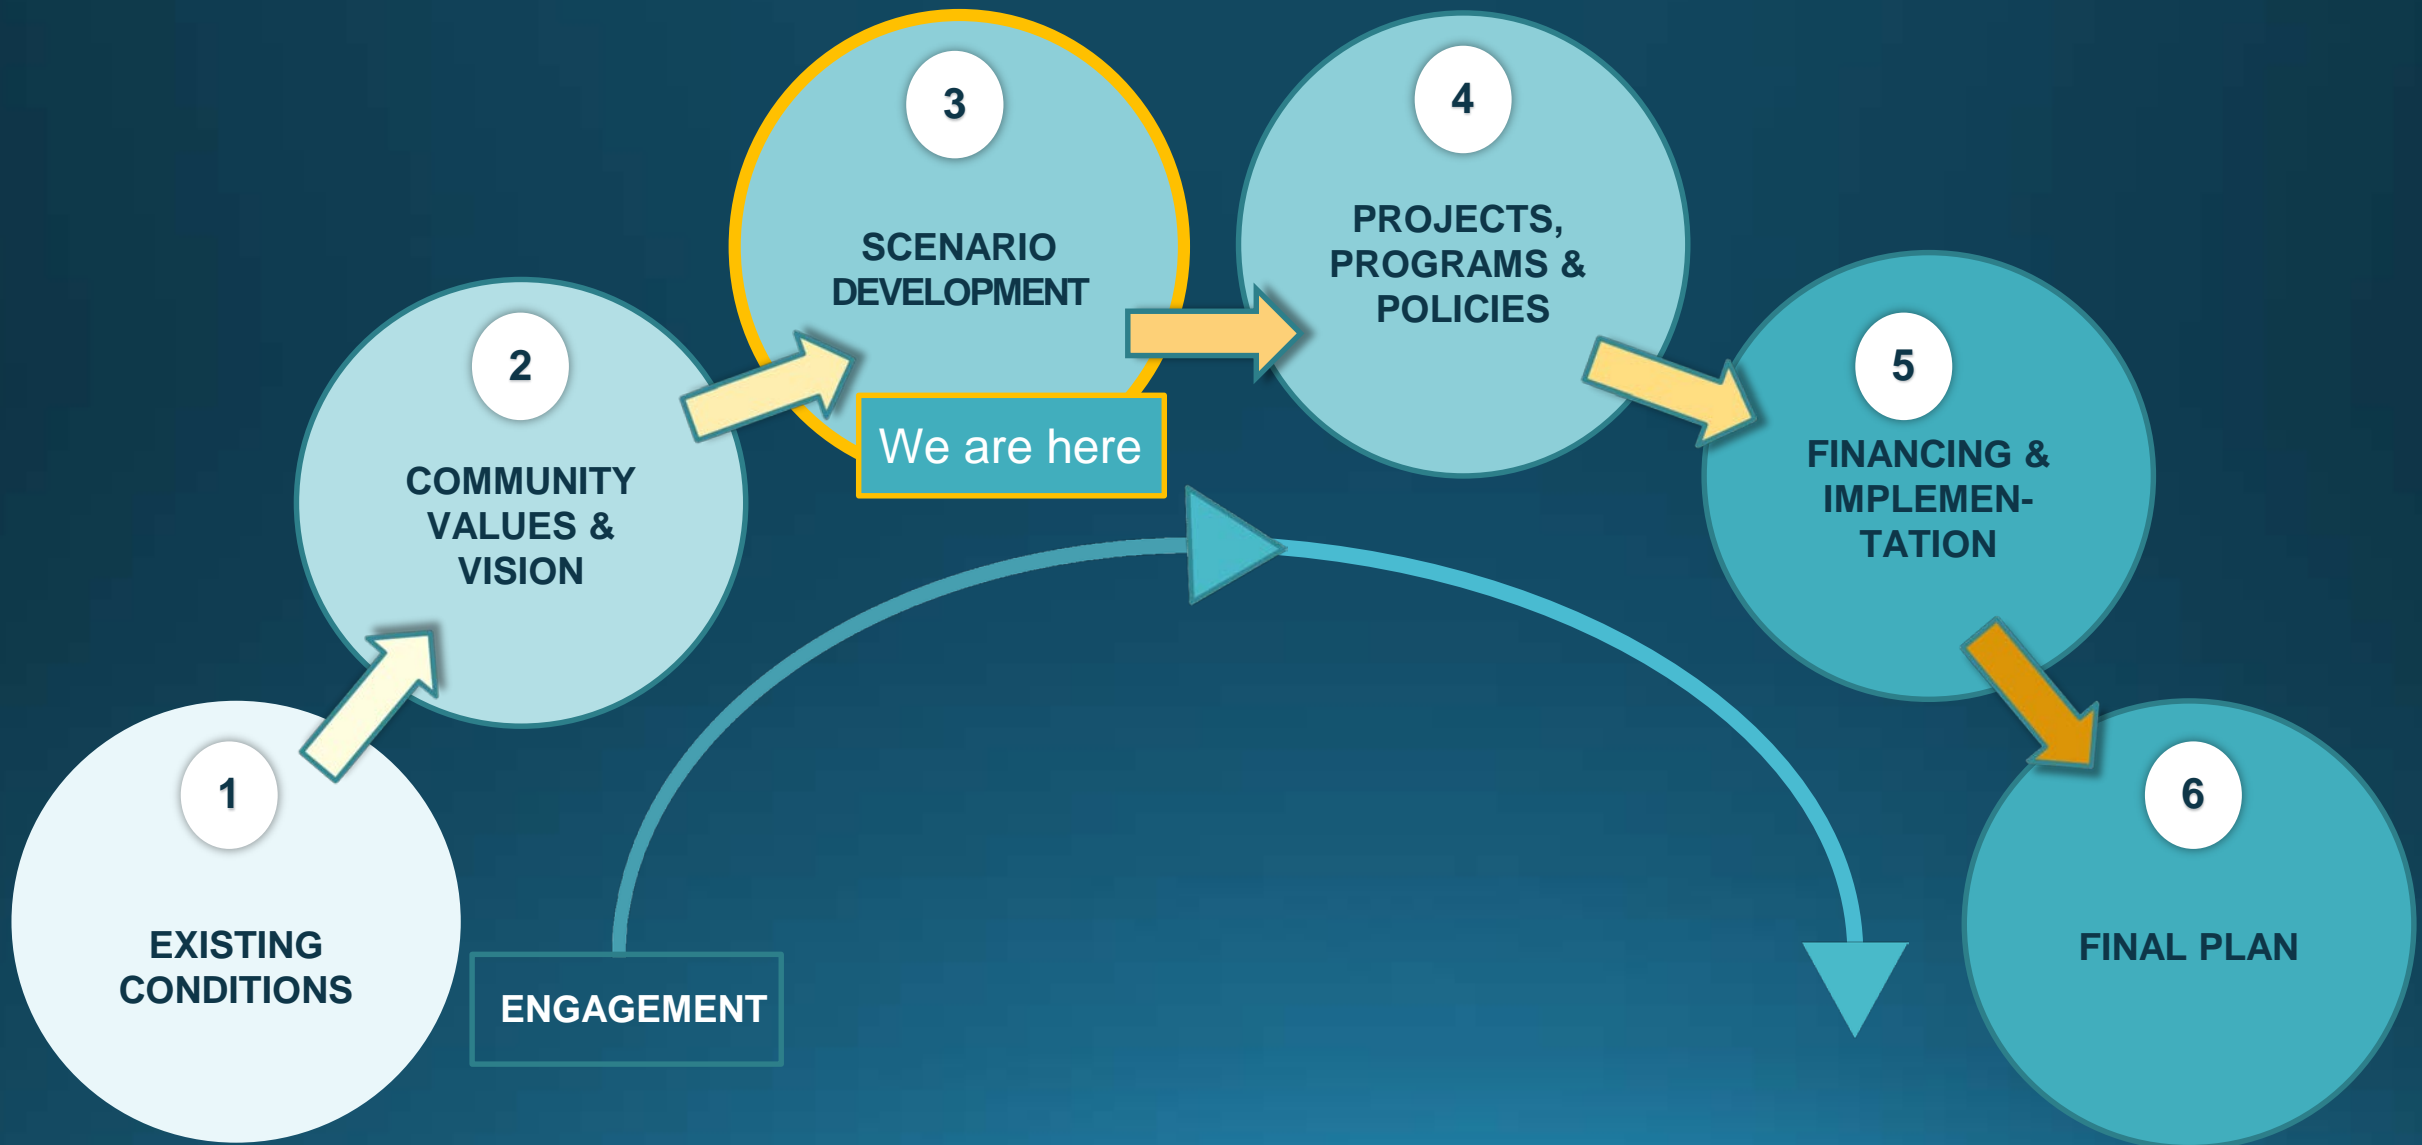 1
EXISTING
CONDITIONS
2
COMMUNITY
VALUES &
VISION
3
SCENARIO
DEVELOPMENT
We are here
4
PROJECTS,
PROGRAMS &
POLICIES
5
FINANCING &
IMPLEMEN-
TATION
6
FINAL PLAN
ENGAGEMENT